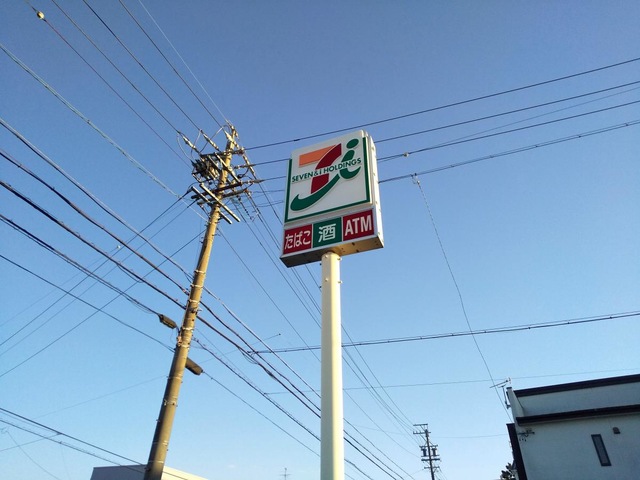 7i
SEVEN & I HOLDINGS
たばこ 酒 ATM